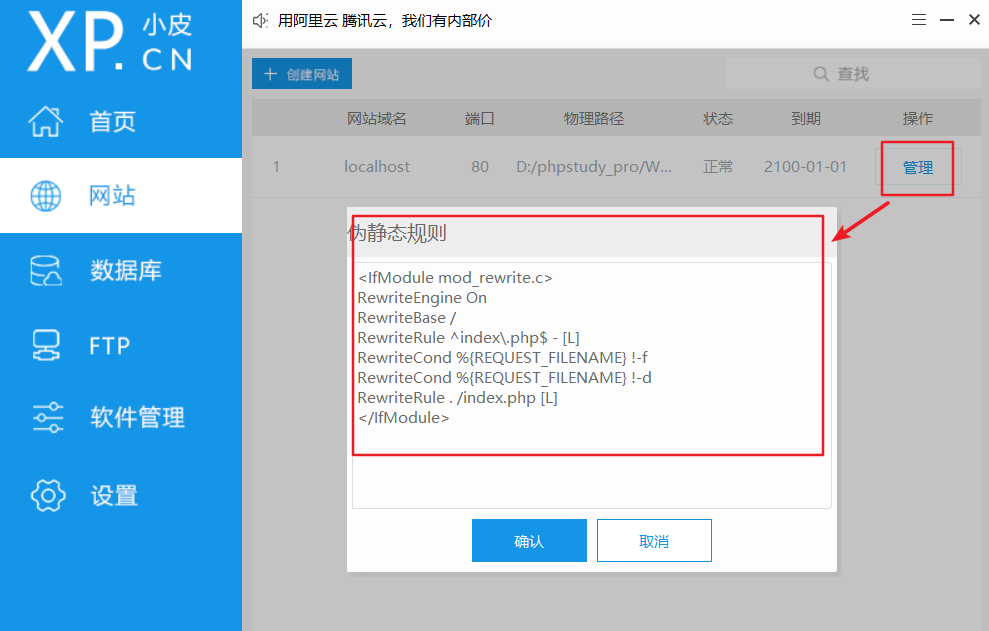 XP.CN 小皮
用阿里云 腾讯云，我们有内部价
首页
网站
数据库
FTP
软件管理
设置
+ 创建网站
查找
网站域名 端口 物理路径 状态 到期 操作
1 localhost 80 D:/phpstudy_pro/W... 正常 2100-01-01 管理
伪静态规则
<IfModule mod_rewrite.c>
RewriteEngine On
RewriteBase /
RewriteRule ^index\.php$ - [L]
RewriteCond %{REQUEST_FILENAME} !-f
RewriteCond %{REQUEST_FILENAME} !-d
RewriteRule . /index.php [L]
</IfModule>
确认 取消